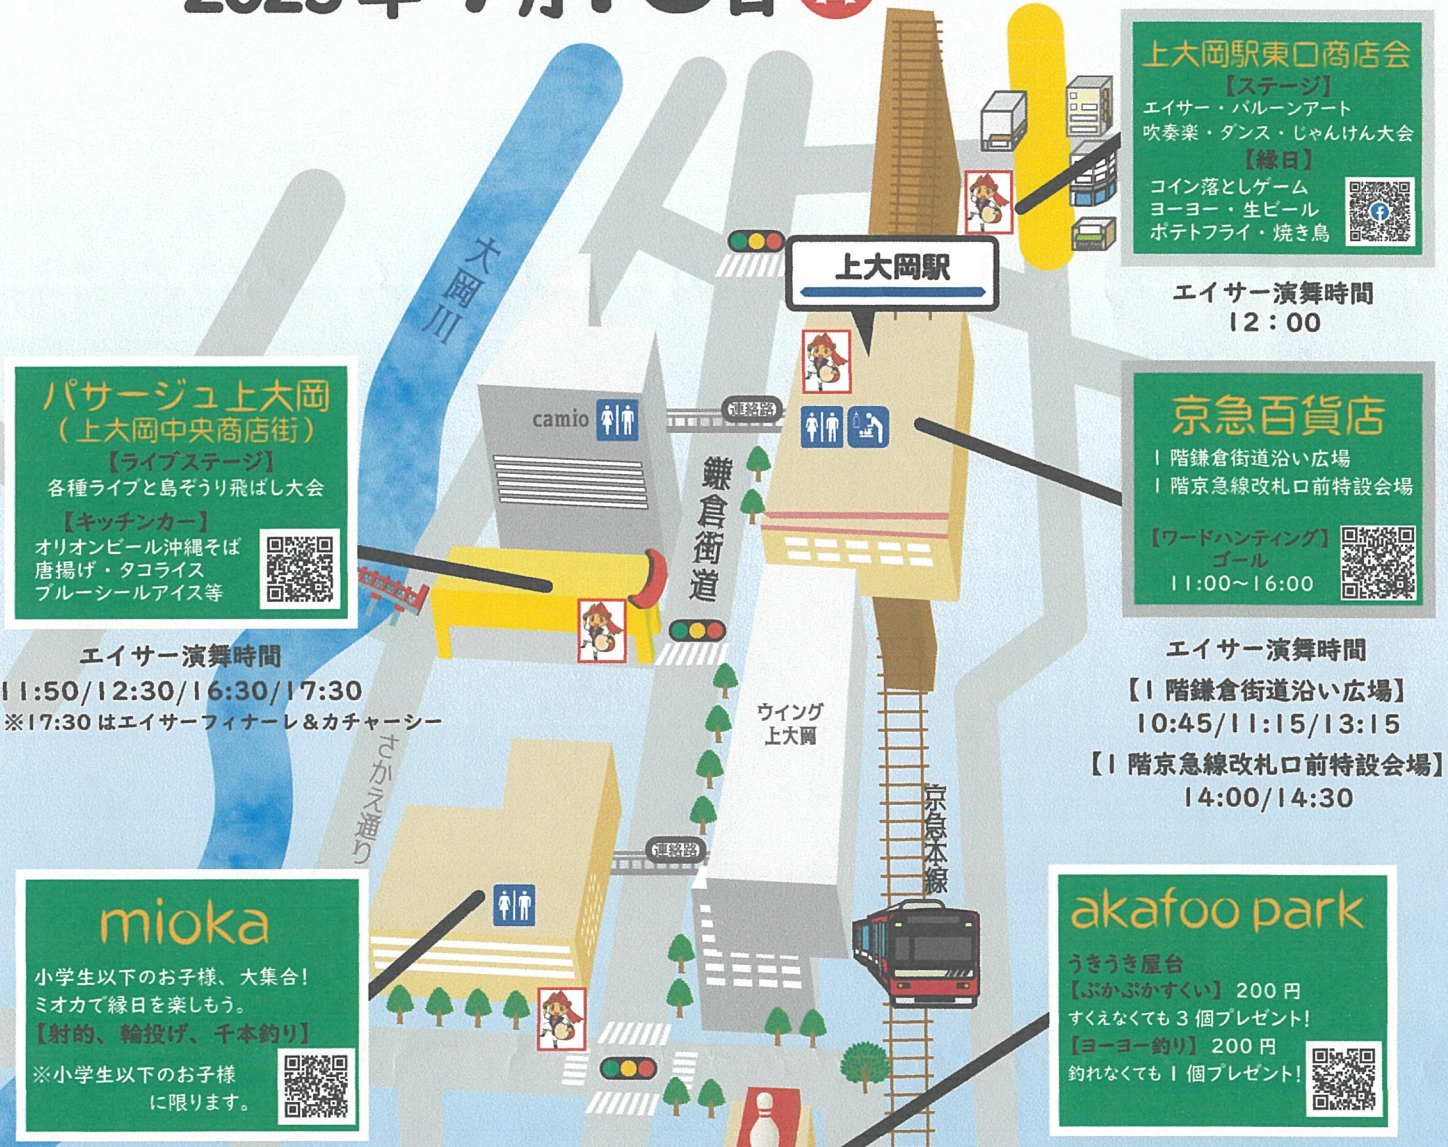 上大岡駅東口商店会
【ステージ】
エイサー・バルーンアート
吹奏楽・ダンス・じゃんけん大会
【縁日】
コイン落としゲーム
ヨーヨー・生ビール
ポテトフライ・焼き鳥
エイサー演舞時間
12:00
上大岡駅
大岡川
camio
連絡路
鎌倉街道
パサージュ上大岡
(上大岡中央商店街)
【ライブステージ】
各種ライブと島ぞうり飛ばし大会
【キッチンカー】
オリオンビール沖縄そば
唐揚げ・タコライス
ブルーシールアイス等
エイサー演舞時間
11:50/12:30/16:30/17:30
※17:30はエイサーフィナーレ&カチャーシー
京急百貨店
1階鎌倉街道沿い広場
1階京急線改札口前特設会場
【ワードハンティング】
ゴール
11:00~16:00
エイサー演舞時間
【1階鎌倉街道沿い広場】
10:45/11:15/13:15
【1階京急線改札口前特設会場】
14:00/14:30
ウイング
上大岡
さかえ通り
連絡路
京急本線
mioka
小学生以下のお子様、大集合!
ミオカで縁日を楽しもう。
【射的、輪投げ、千本釣り】
※小学生以下のお子様
に限ります。
akafoo park
うきうき屋台
【ぷかぷかすくい】200円
すくえなくても3個プレゼント!
【ヨーヨー釣り】200円
釣れなくても1個プレゼント!